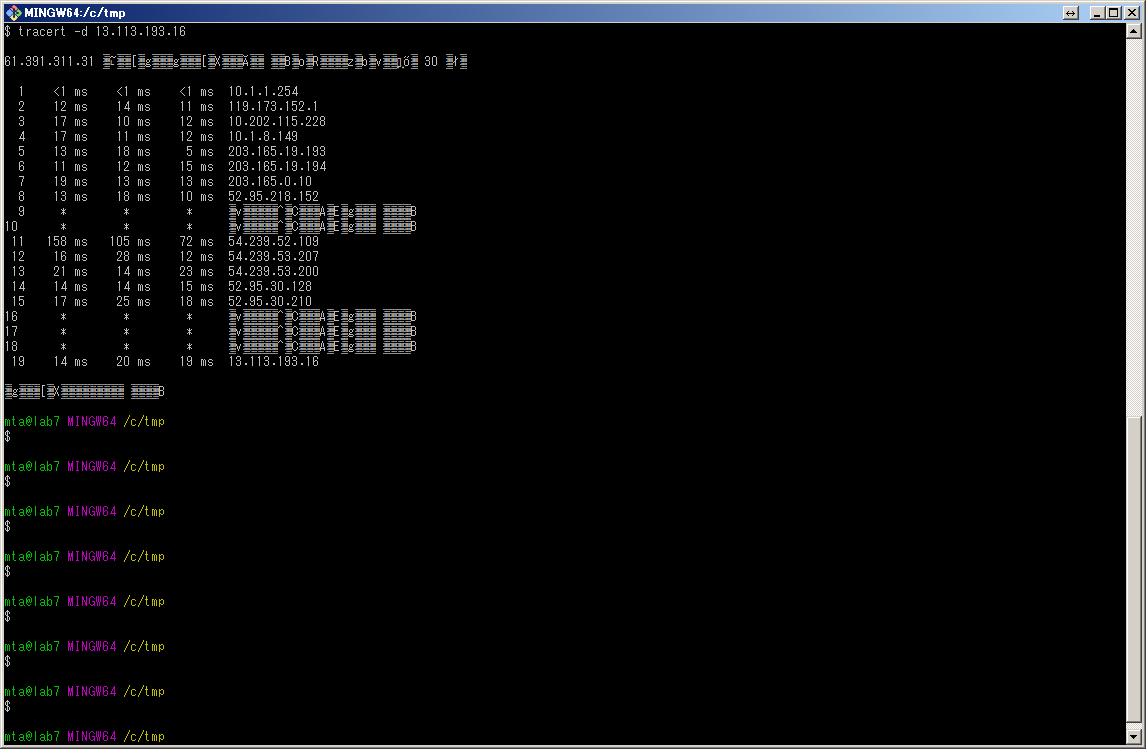 MINGW64:/c/tmp
$ tracert -d 13.113.193.16
61.391.311.31 30
1 <1 ms <1 ms <1 ms 10.1.1.254
2 12 ms 14 ms 11 ms 119.173.152.1
3 17 ms 10 ms 12 ms 10.202.115.228
4 17 ms 11 ms 12 ms 10.1.8.149
5 13 ms 18 ms 5 ms 203.165.19.193
6 11 ms 12 ms 15 ms 203.165.19.194
7 19 ms 13 ms 13 ms 203.165.0.10
8 13 ms 18 ms 10 ms 52.95.218.152
9 * * *
10 * * *
11 158 ms 105 ms 72 ms 54.239.52.109
12 16 ms 28 ms 12 ms 54.239.53.207
13 21 ms 14 ms 23 ms 54.239.53.200
14 14 ms 14 ms 15 ms 52.95.30.128
15 17 ms 25 ms 18 ms 52.95.30.210
16 * * *
17 * * *
18 * * *
19 14 ms 20 ms 19 ms 13.113.193.16
mta@lab7 MINGW64 /c/tmp
$
mta@lab7 MINGW64 /c/tmp
$
mta@lab7 MINGW64 /c/tmp
$
mta@lab7 MINGW64 /c/tmp
$
mta@lab7 MINGW64 /c/tmp
$
mta@lab7 MINGW64 /c/tmp
$
mta@lab7 MINGW64 /c/tmp
$
mta@lab7 MINGW64 /c/tmp